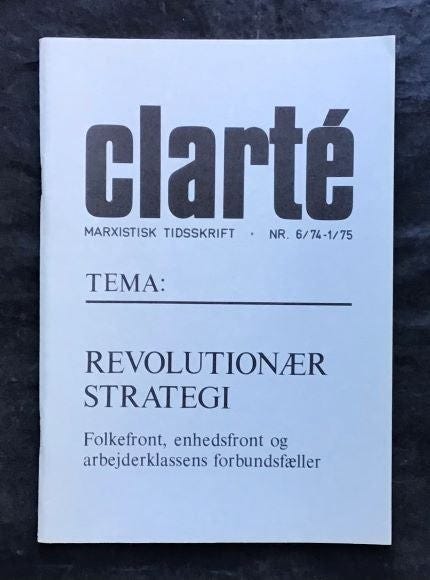 clarté
MARXISTISK TIDSSKRIFT · NR. 6/74-1/75
TEMA:
REVOLUTIONÆR
STRATEGI
Folkefront, enhedsfront og
arbejderklassens forbundsfæller